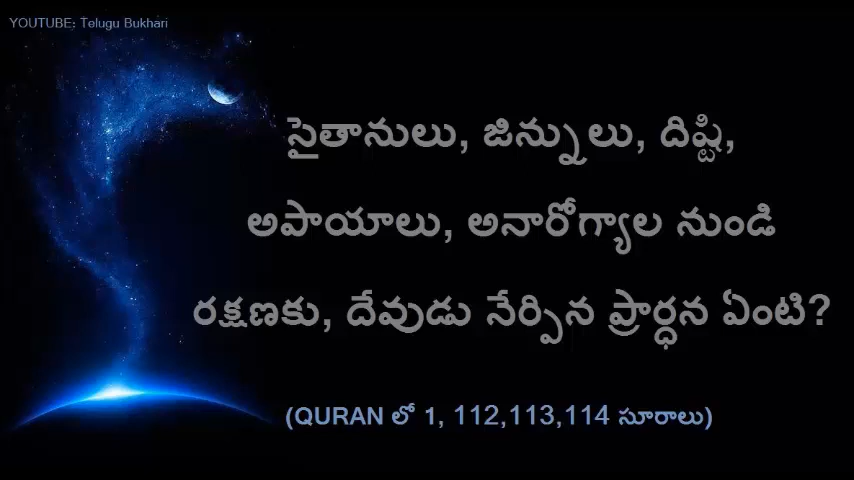 YOUTUBE: Telugu Bukhari
సైతానులు, జిన్నులు, దిష్టి,
అపాయాలు, అనారోగ్యాల నుండి
రక్షణకు, దేవుడు నేర్పిన ప్రార్ధన ఏంటి?
(QURAN లో 1, 112,113,114 సూరాలు)